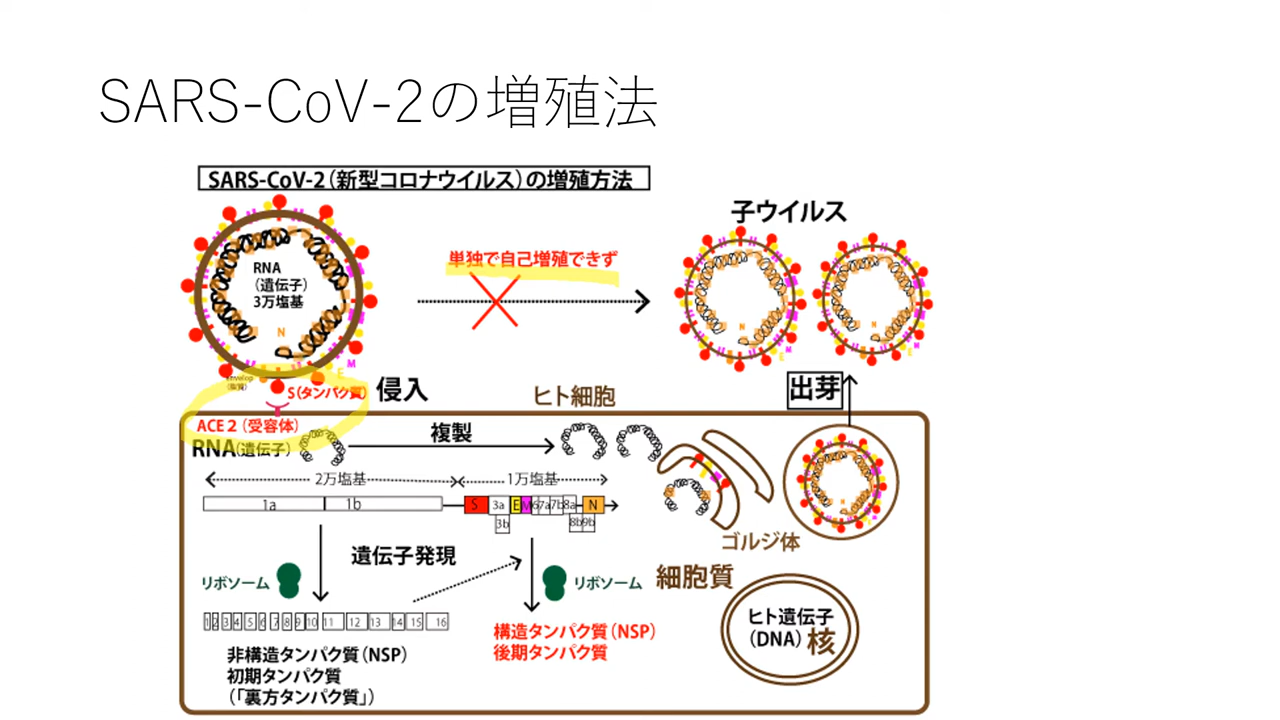 SARS-CoV-2の増殖法
SARS-CoV-2（新型コロナウイルス）の増殖方法
子ウイルス
単独で自己増殖できず
RNA
（遺伝子）
3万塩基
N
M
E
N
N
M
E
M
E
envelop
（脂質）
S（タンパク質）
侵入
ヒト細胞
出芽
ACE２（受容体）
RNA（遺伝子）
複製
2万塩基
1万塩基
1a
1b
S
3a
E
M
6
7a
7b
8a
N
3b
8b
9b
ゴルジ体
遺伝子発現
リボソーム
リボソーム
細胞質
1 2 3 4 5 6 7 8 9 10 11 12 13 14 15 16
ヒト遺伝子
（DNA）
核
構造タンパク質（NSP）
後期タンパク質
非構造タンパク質（NSP）
初期タンパク質
（「裏方タンパク質」）